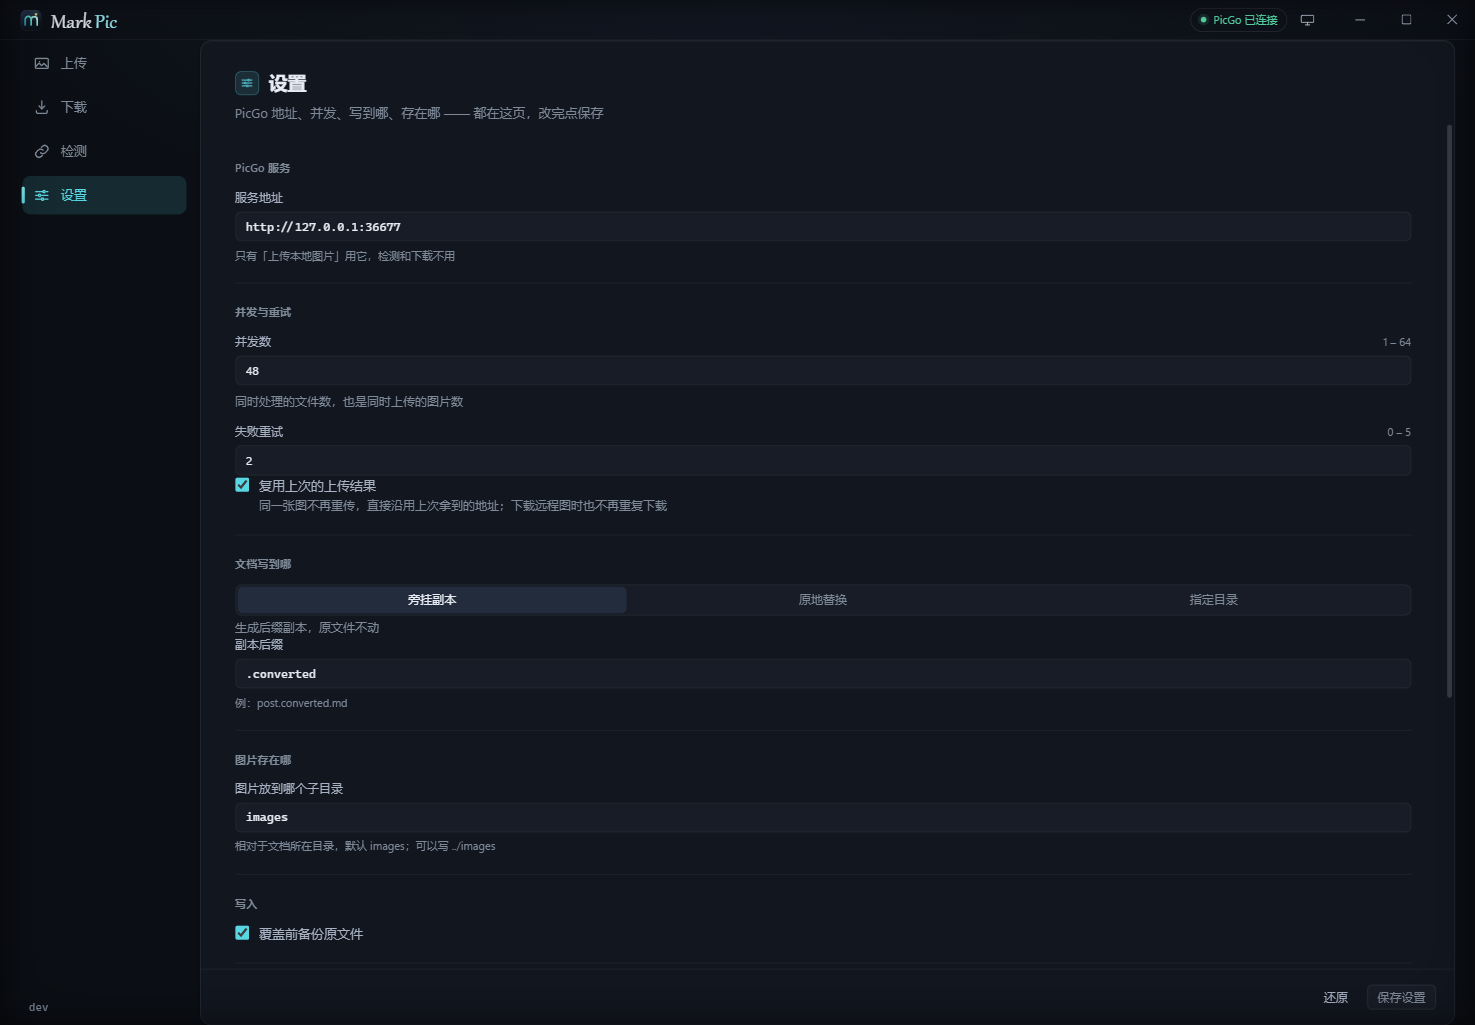 Mark Pic
PicGo 已连接
上传
下载
检测
设置
设置
PicGo 地址、并发、写到哪、存在哪 —— 都在这页，改完点保存
PicGo 服务
服务地址
http://127.0.0.1:36677
只有「上传本地图片」用它，检测和下载不用
并发与重试
并发数
1 – 64
48
同时处理的文件数，也是同时上传的图片数
失败重试
0 – 5
2
复用上次的上传结果
同一张图不再重传，直接沿用上次拿到的地址；下载远程图时也不再重复下载
文档写到哪
旁挂副本
原地替换
指定目录
生成后缀副本，原文件不动
副本后缀
.converted
例：post.converted.md
图片存在哪
图片放到哪个子目录
images
相对于文档所在目录，默认 images；可以写 ../images
写入
覆盖前备份原文件
dev
还原
保存设置